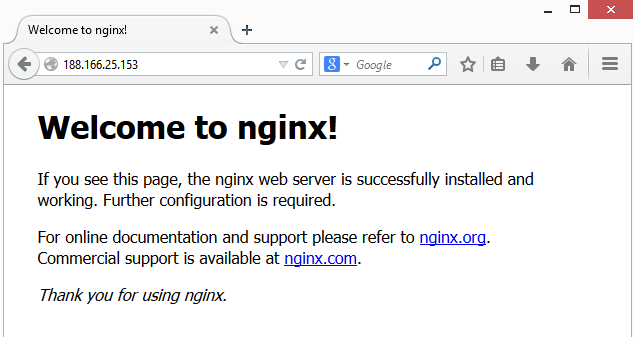 Welcome to nginx!
188.166.25.153
Google
Welcome to nginx!
If you see this page, the nginx web server is successfully installed and
working. Further configuration is required.
For online documentation and support please refer to nginx.org.
Commercial support is available at nginx.com.
Thank you for using nginx.